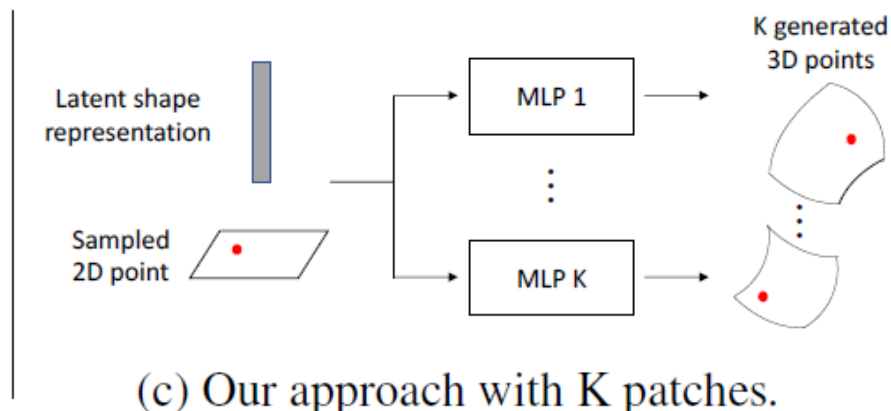 K generated
3D points
Latent shape
representation
MLP 1
Sampled
2D point
MLP K
(c) Our approach with K patches.